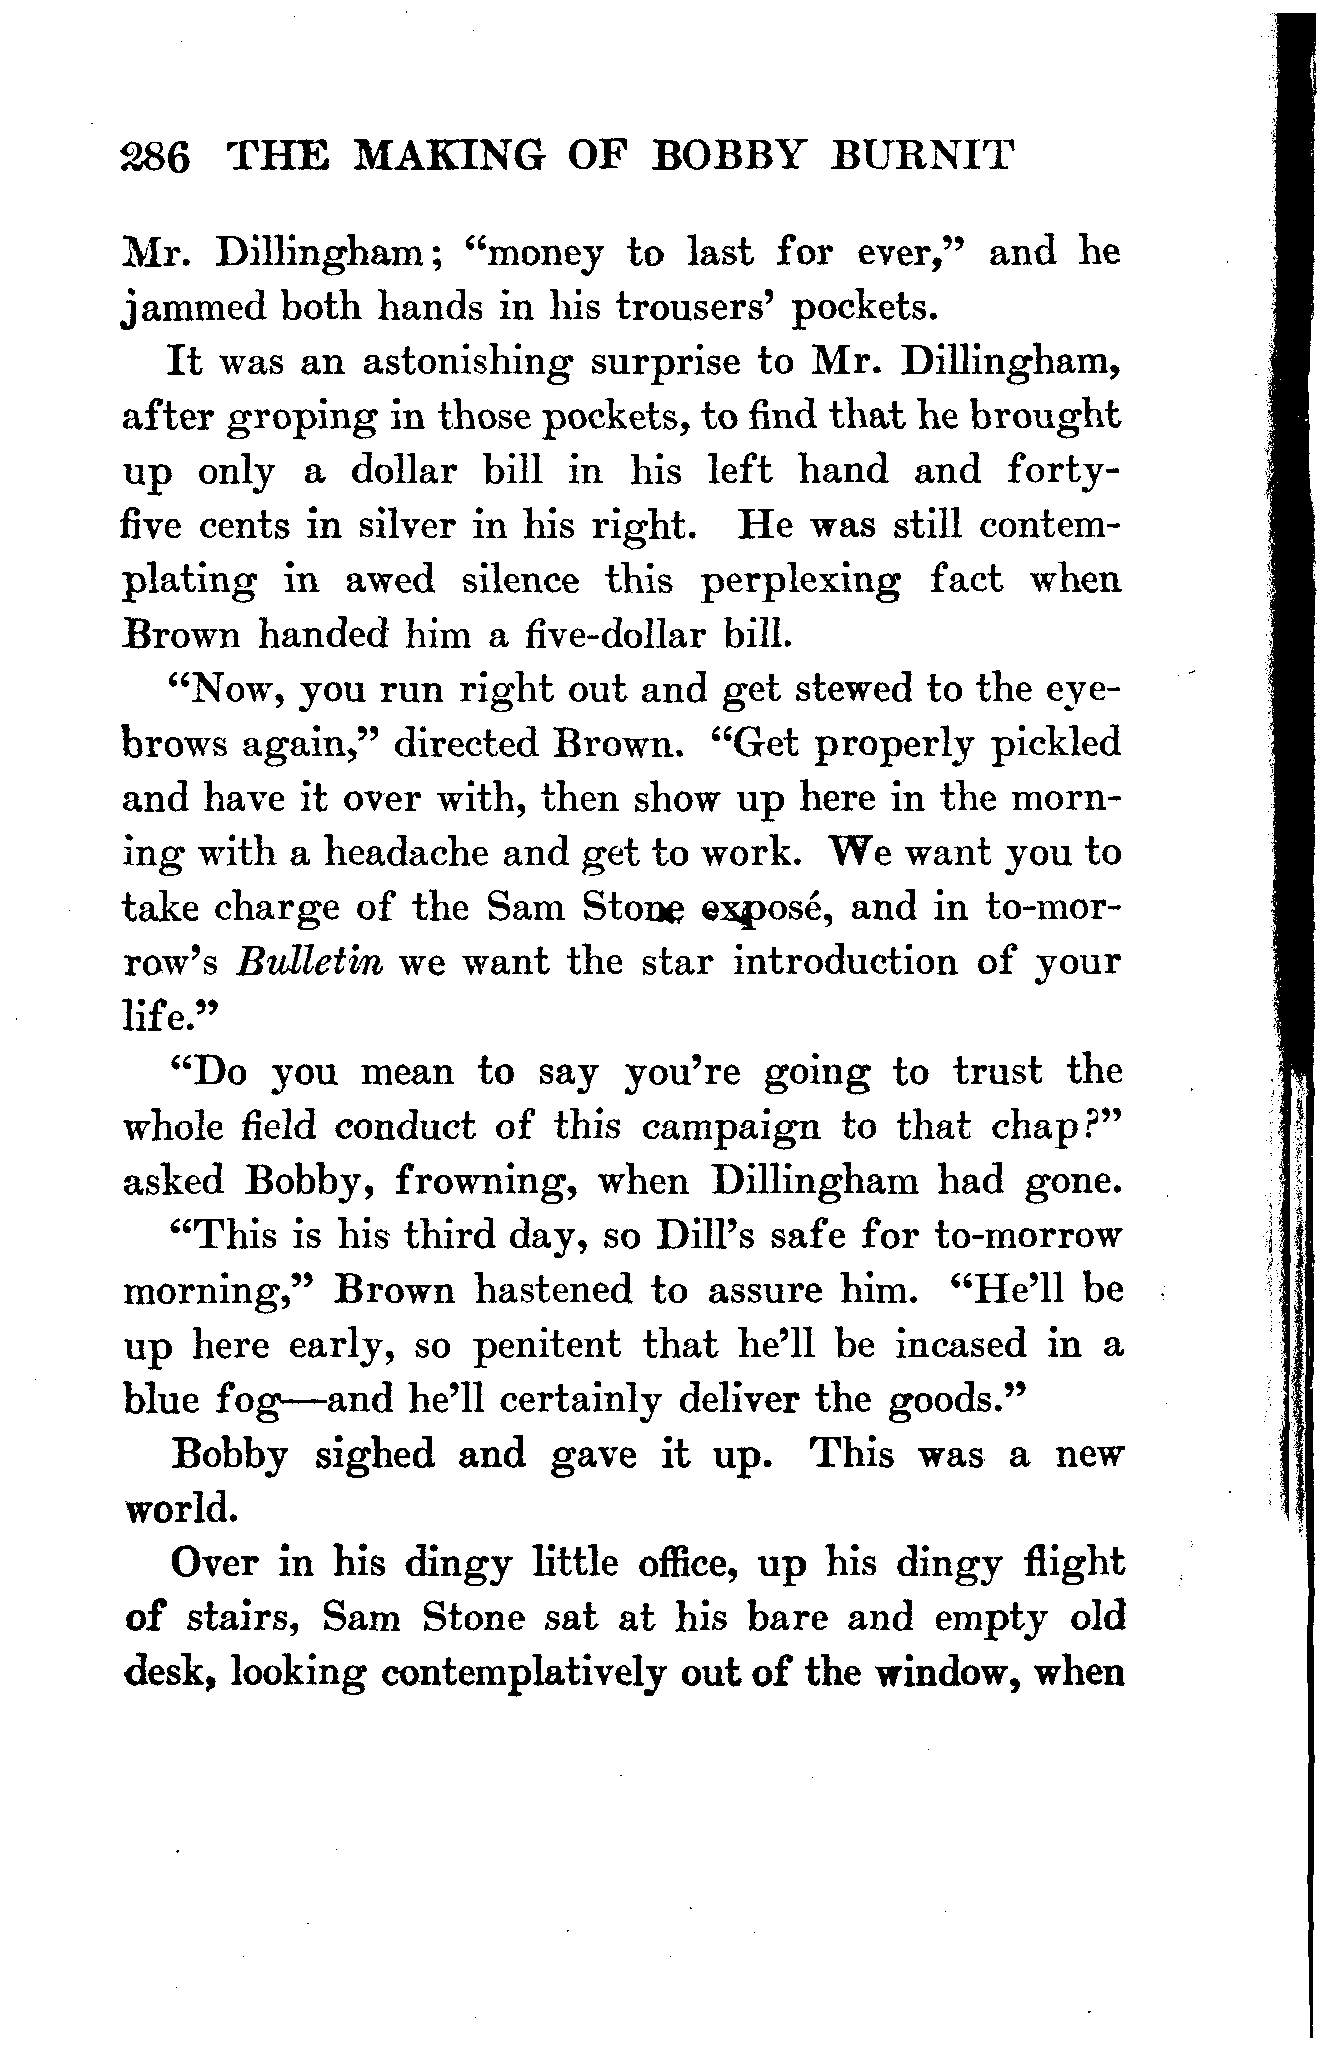 286 THE MAKING OF BOBBY BURNIT
Mr. Dillingham; “money to last for ever,” and he
jammed both hands in his trousers’ pockets.
It was an astonishing surprise to Mr. Dillingham,
after groping in those pockets, to find that he brought
up only a dollar bill in his left hand and forty-
five cents in silver in his right. He was still contem-
plating in awed silence this perplexing fact when
Brown handed him a five-dollar bill.
“Now, you run right out and get stewed to the eye-
brows again,” directed Brown. “Get properly pickled
and have it over with, then show up here in the morn-
ing with a headache and get to work. We want you to
take charge of the Sam Stone exposé, and in to-mor-
row’s Bulletin we want the star introduction of your
life.”
“Do you mean to say you’re going to trust the
whole field conduct of this campaign to that chap?”
asked Bobby, frowning, when Dillingham had gone.
“This is his third day, so Dill’s safe for to-morrow
morning,” Brown hastened to assure him. “He’ll be
up here early, so penitent that he’ll be incased in a
blue fog—and he’ll certainly deliver the goods.”
Bobby sighed and gave it up. This was a new
world.
Over in his dingy little office, up his dingy flight
of stairs, Sam Stone sat at his bare and empty old
desk, looking contemplatively out of the window, when